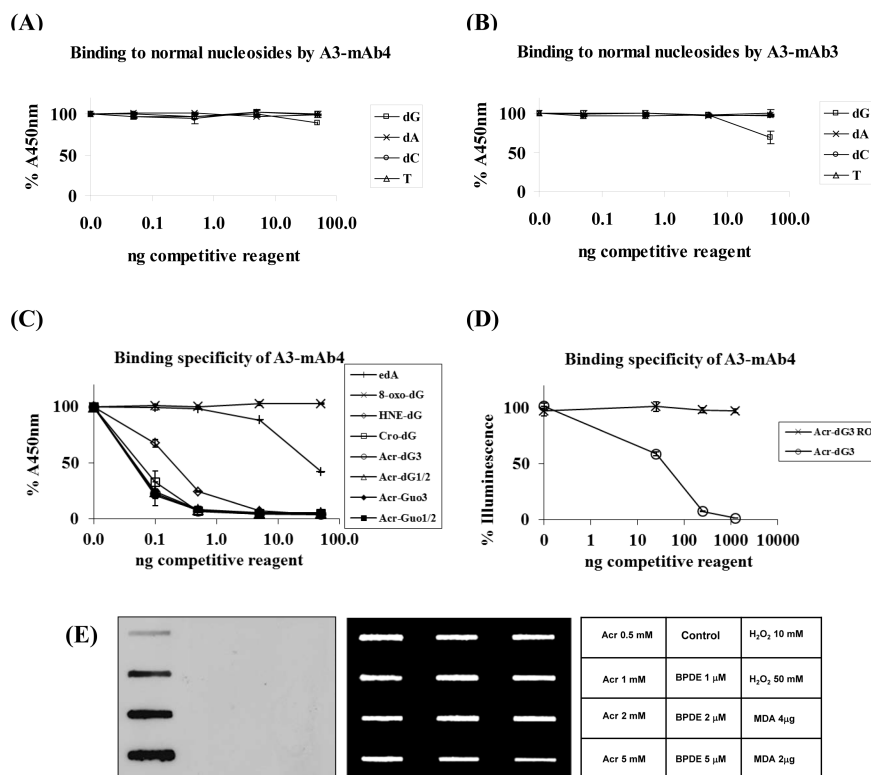 (A)
Binding to normal nucleosides by A3-mAb4
% A450nm
100
50
0
0.0 0.1 1.0 10.0 100.0
ng competitive reagent
dG
dA
dC
T
(B)
Binding to normal nucleosides by A3-mAb3
% A450nm
100
50
0
0.0 0.1 1.0 10.0 100.0
ng competitive reagent
dG
dA
dC
T
(C)
Binding specificity of A3-mAb4
% A450nm
100
50
0
0.0 0.1 1.0 10.0 100.0
ng competitive reagent
edA
8-oxo-dG
HNE-dG
Cro-dG
Acr-dG3
Acr-dG1/2
Acr-Guo3
Acr-Guo1/2
(D)
Binding specificity of A3-mAb4
% Illuminescence
100
50
0
0 1 10 100 1000 10000
ng competitive reagent
Acr-dG3 RO
Acr-dG3
(E)
Acr 0.5 mM Control H₂O₂ 10 mM
Acr 1 mM BPDE 1 µM H₂O₂ 50 mM
Acr 2 mM BPDE 2 µM MDA 4µg
Acr 5 mM BPDE 5 µM MDA 2µg